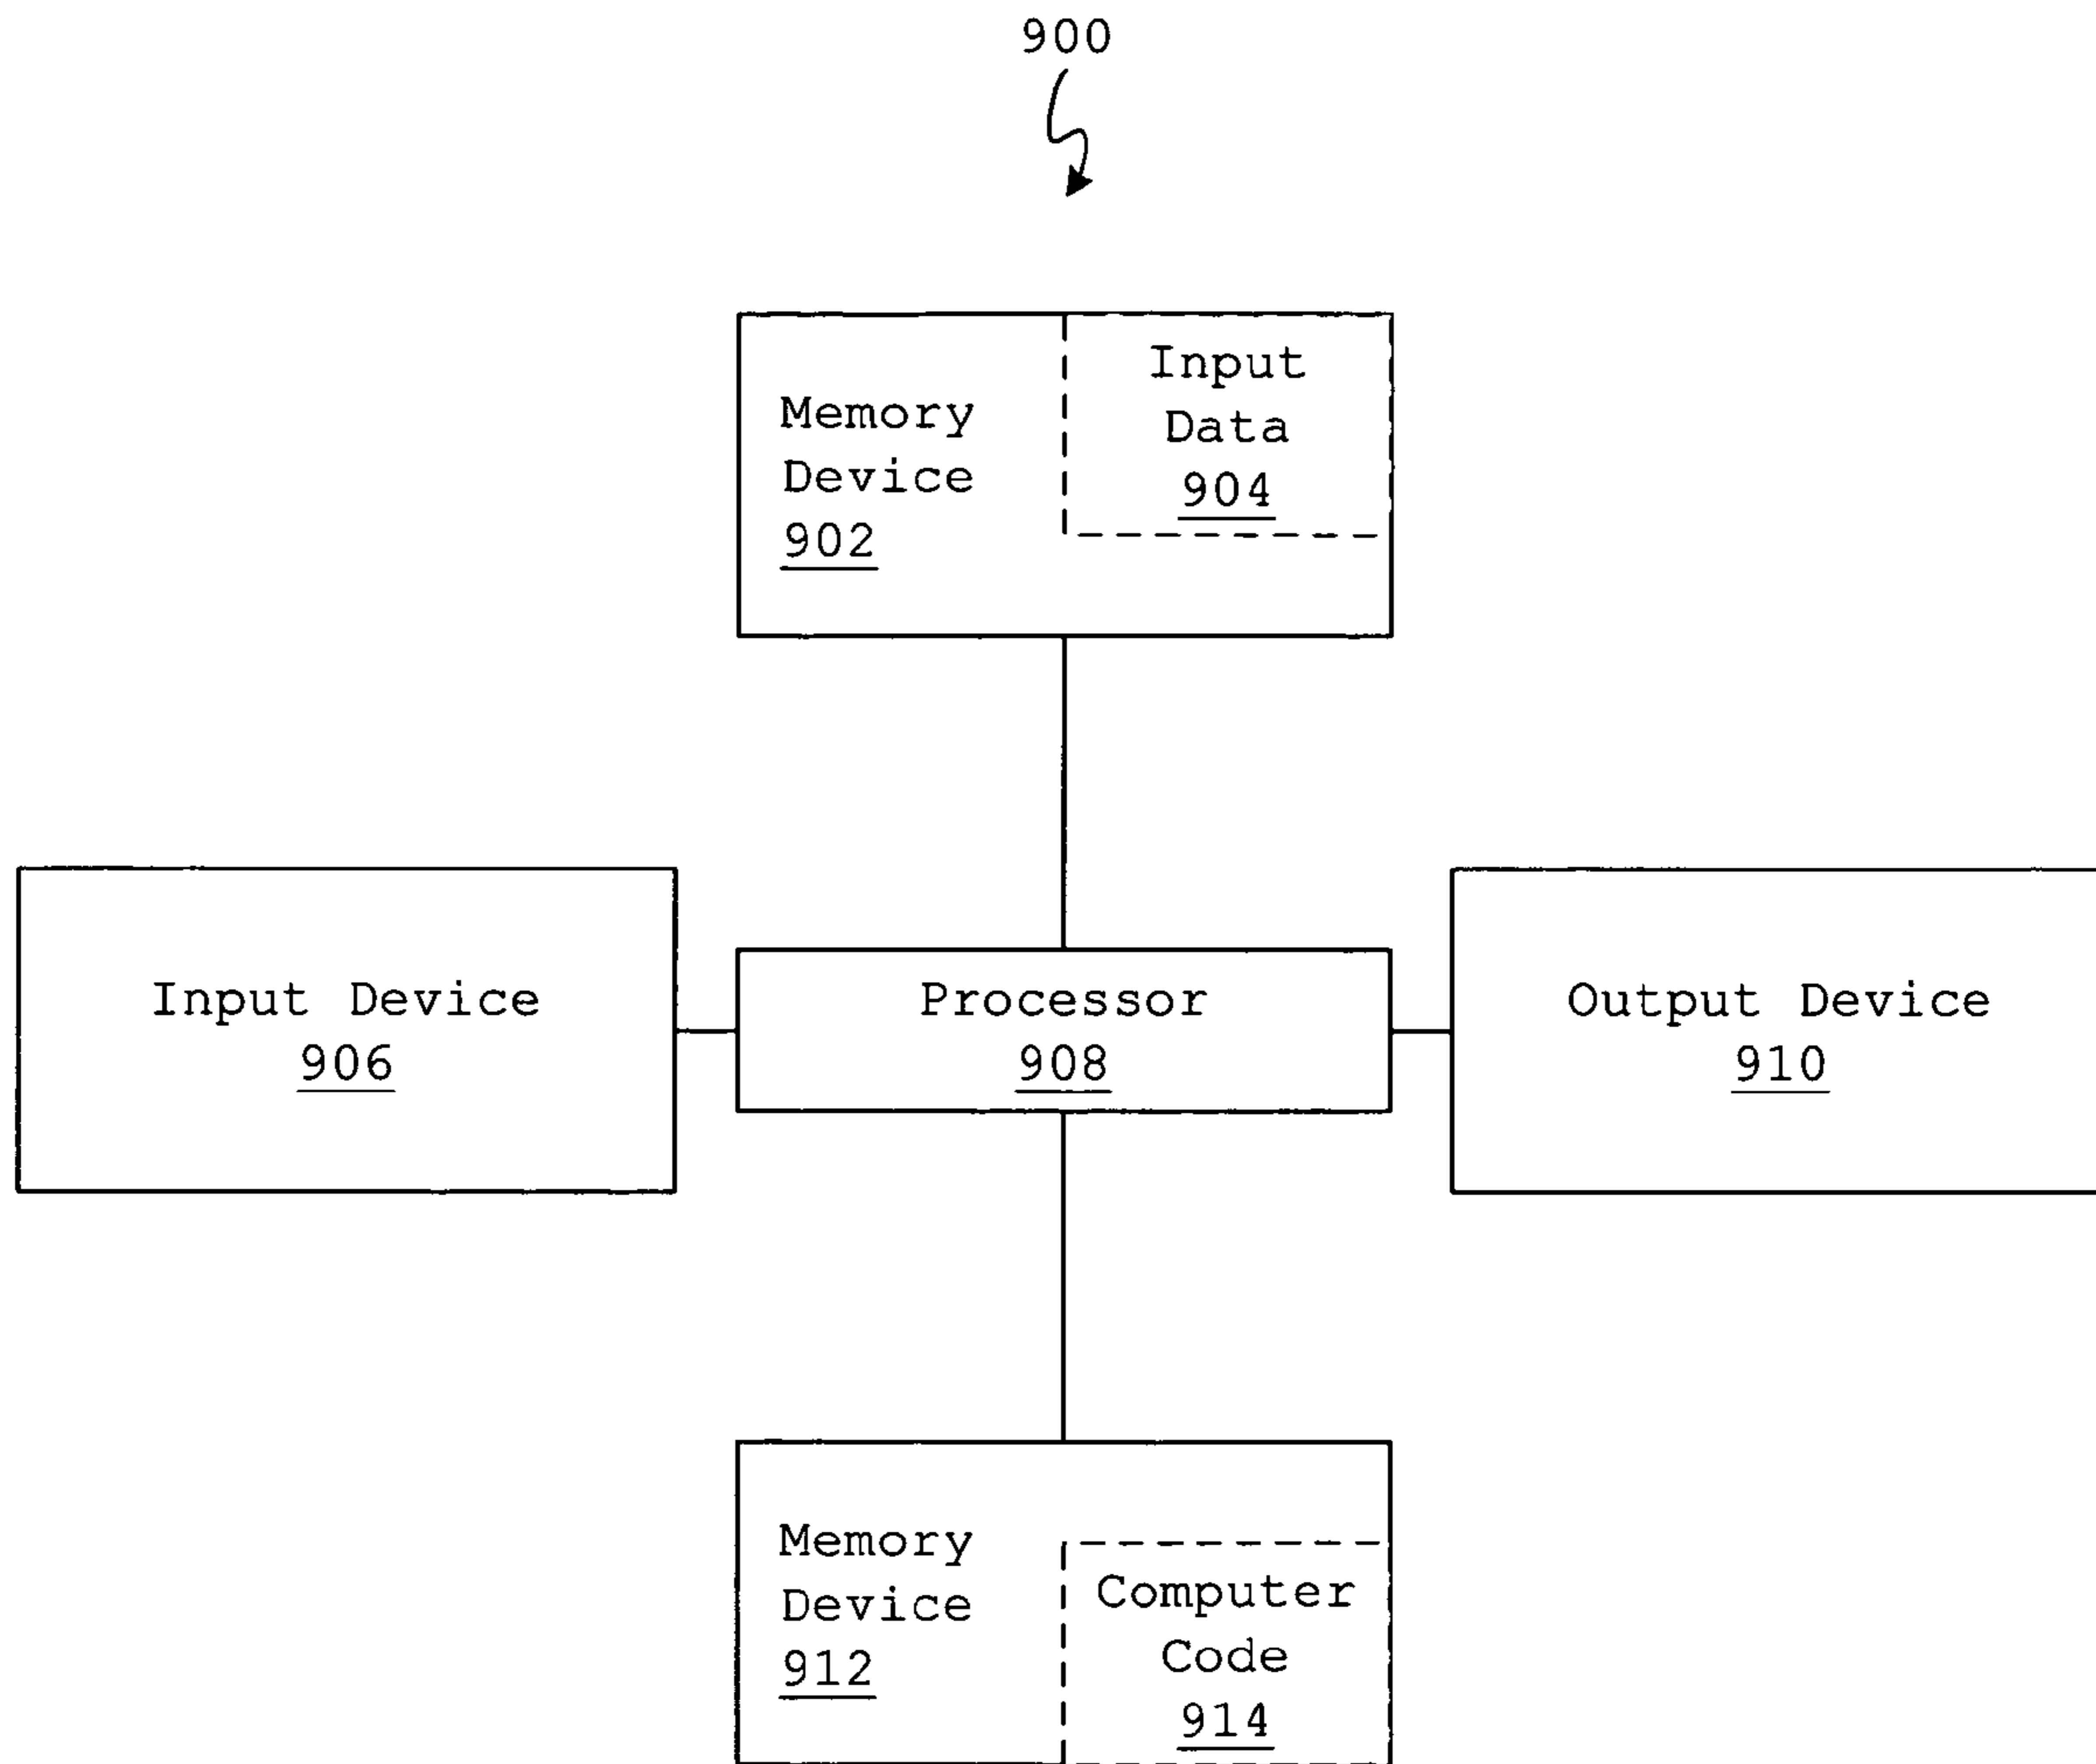 900
Input
Data
904
Memory
Device
902
Input Device
906
Processor
908
Output Device
910
Memory
Device
912
Computer
Code
914